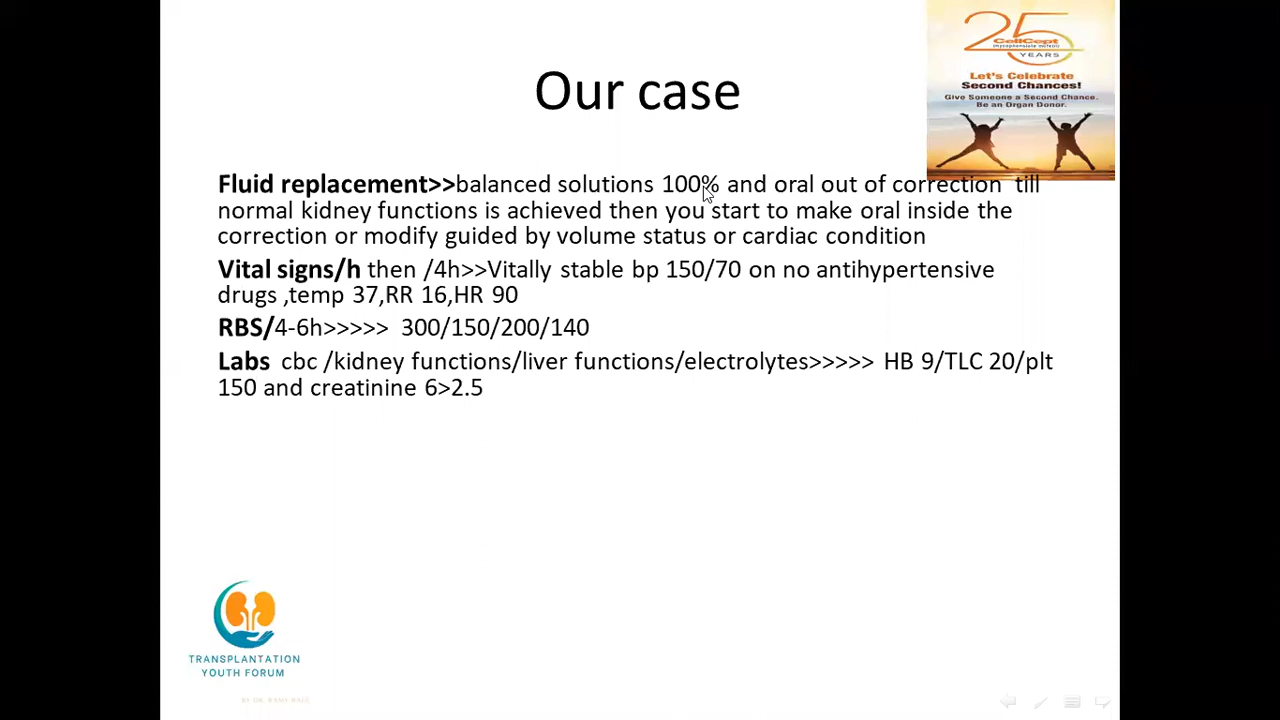 25
CellCept
(mycophenolate mofetil)
YEARS
Let's Celebrate
Second Chances!
Give Someone a Second Chance.
Be an Organ Donor.
Our case
Fluid replacement>>balanced solutions 100% and oral out of correction till
normal kidney functions is achieved then you start to make oral inside the
correction or modify guided by volume status or cardiac condition
Vital signs/h then /4h>>Vitally stable bp 150/70 on no antihypertensive
drugs ,temp 37,RR 16,HR 90
RBS/4-6h>>>>> 300/150/200/140
Labs cbc /kidney functions/liver functions/electrolytes>>>>> HB 9/TLC 20/plt
150 and creatinine 6>2.5
TRANSPLANTATION
YOUTH FORUM